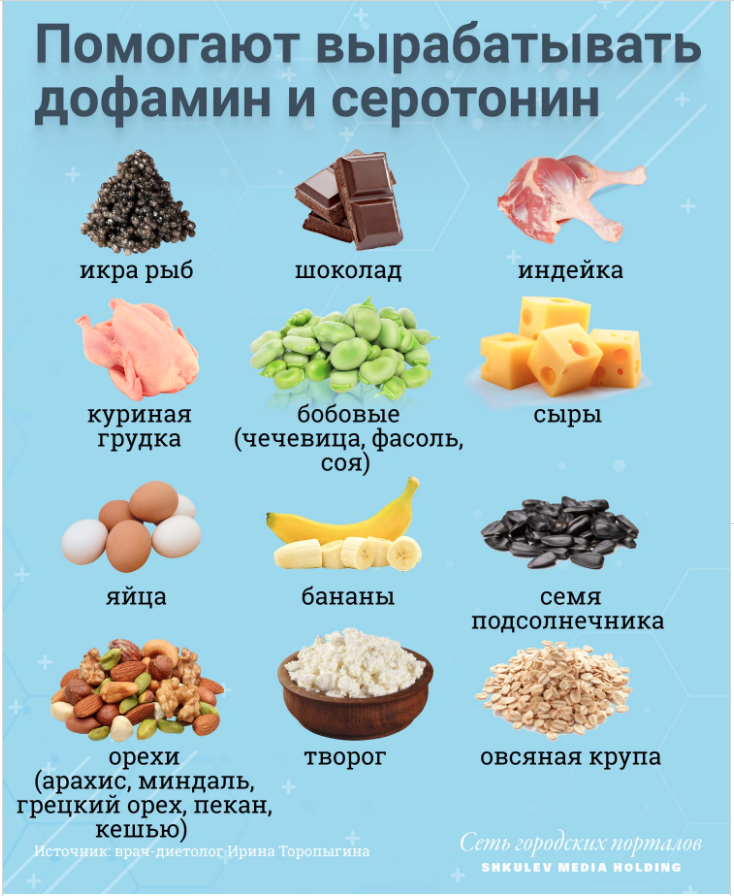 Помогают вырабатывать
дофамин и серотонин
икра рыб
шоколад
индейка
куриная
грудка
бобовые
(чечевица, фасоль,
соя)
сыры
яйца
бананы
семя
подсолнечника
орехи
(арахис, миндаль,
грецкий орех, пекан,
кешью)
творог
овсяная крупа
Источник: врач-диетолог Ирина Торопыгина
Сеть городских порталов
SHKULEV MEDIA HOLDING